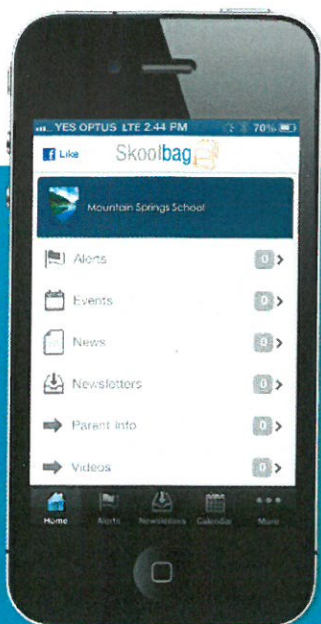 YES OPTUS LTE 2:44 PM 70%
Like Skoolbag
Mountain Springs School
Alerts 0
Events 0
News 0
Newsletters 0
Parent Info 0
Videos 0
Home Alerts Newsletters Calendar More